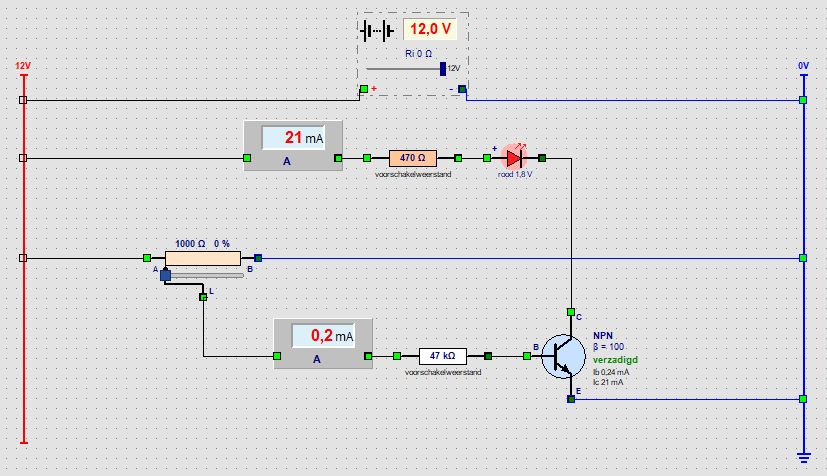 12,0 V
Ri 0 Ω
12V
12V
0V
+
-
21 mA
A
470 Ω
voorschakelweerstand
+
rood 1,8 V
1000 Ω 0 %
A
B
L
0,2 mA
A
47 kΩ
voorschakelweerstand
C
B
E
NPN
ß = 100
verzadigd
Ib 0,24 mA
Ic 21 mA